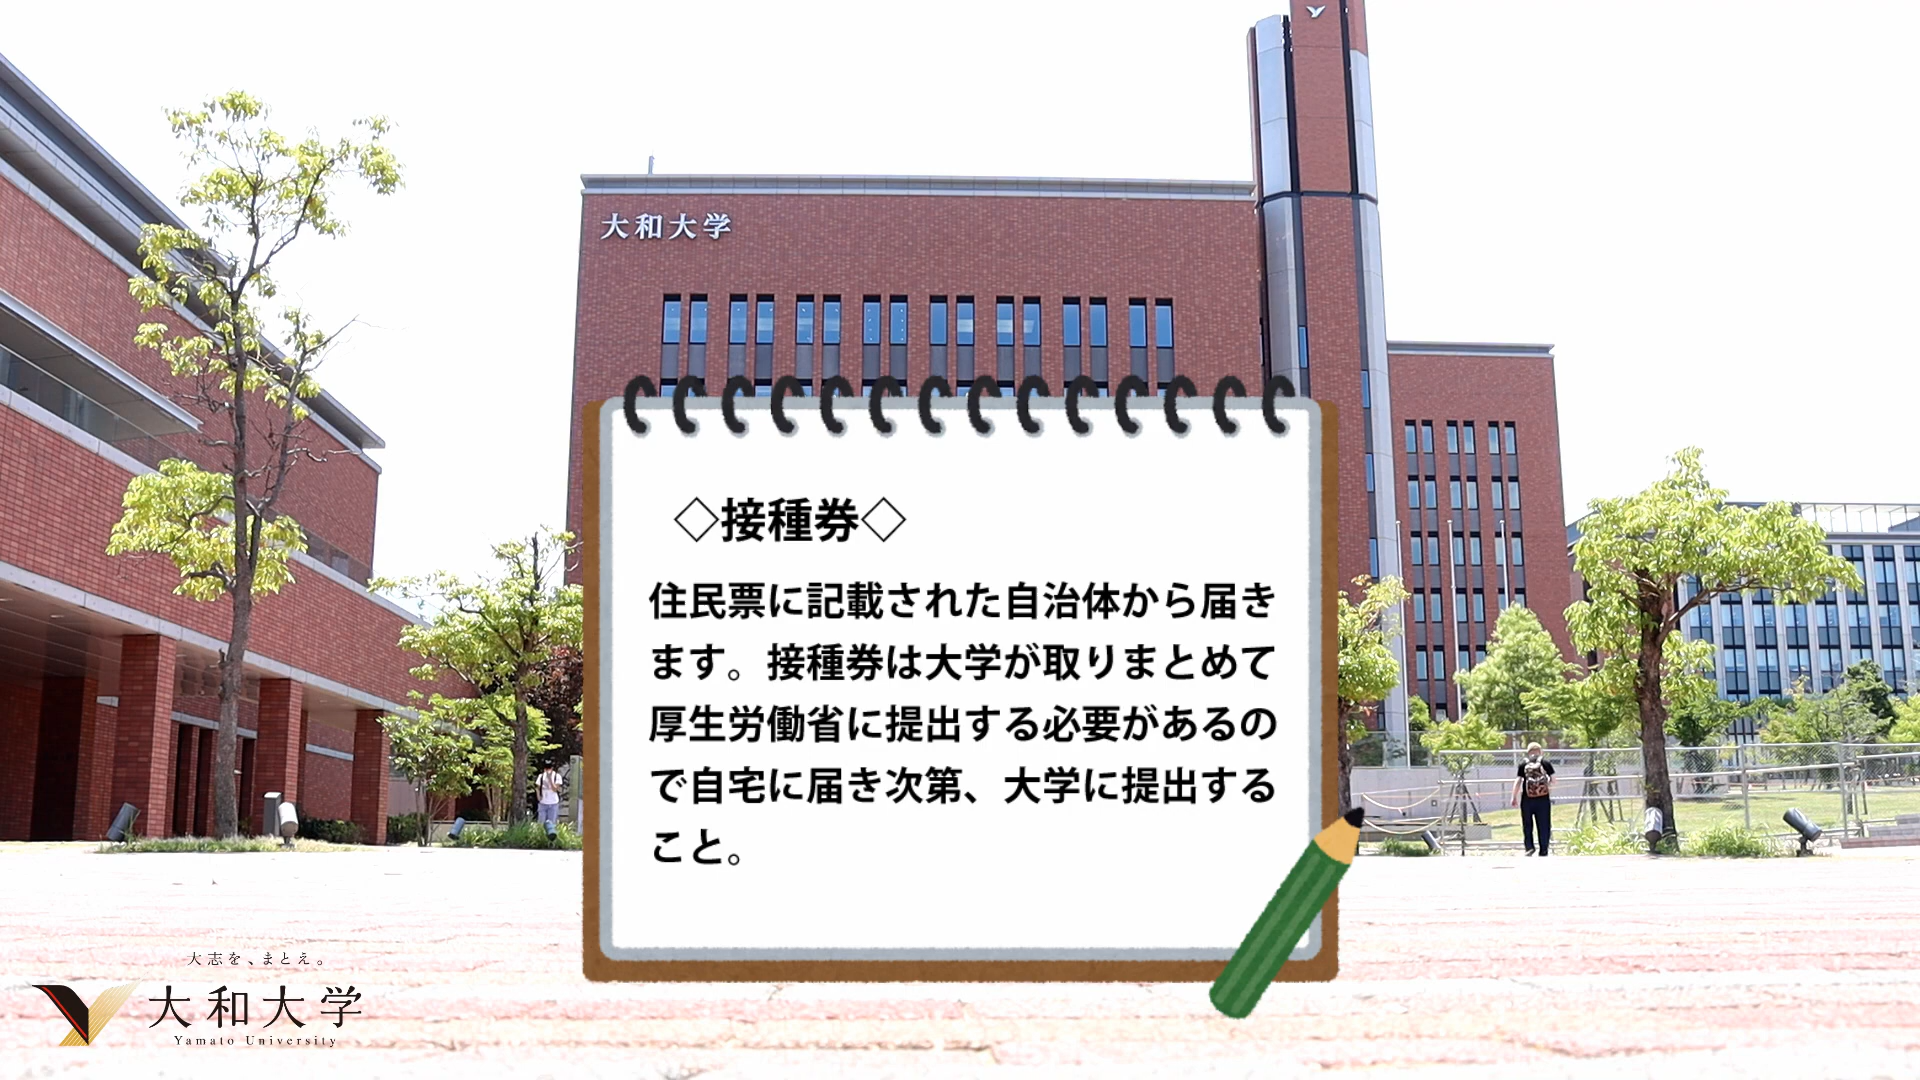 大和大学
◇接種券◇
住民票に記載された自治体から届き
ます。接種券は大学が取りまとめて
厚生労働省に提出する必要があるの
で自宅に届き次第、大学に提出する
こと。
大志を、まとえ。
大和大学
Yamato University